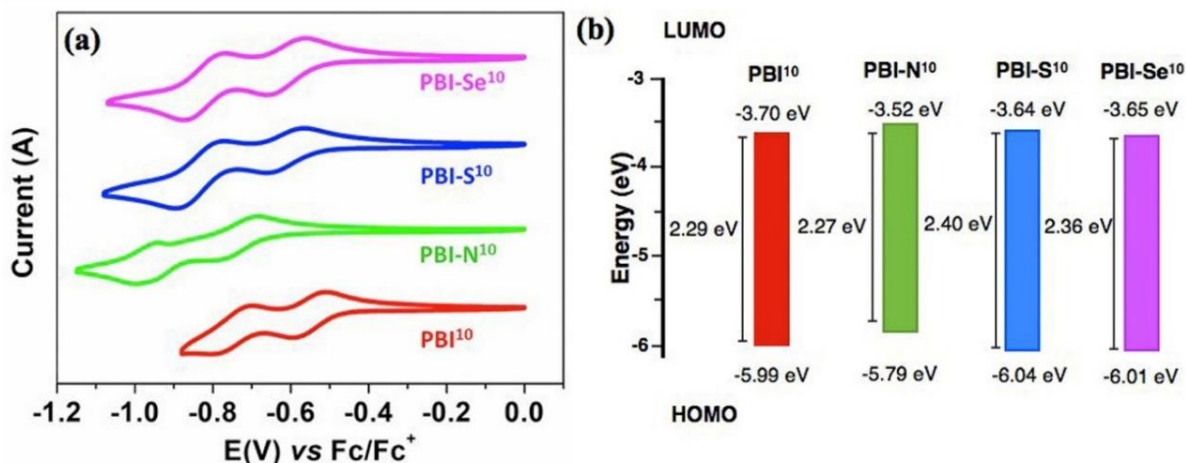 (a)
PBI-Se¹⁰
PBI-S¹⁰
PBI-N¹⁰
PBI¹⁰
Current (A)
-1.2 -1.0 -0.8 -0.6 -0.4 -0.2 0.0
E(V) vs Fc/Fc⁺
(b)
LUMO
PBI¹⁰ PBI-N¹⁰ PBI-S¹⁰ PBI-Se¹⁰
-3.70 eV -3.52 eV -3.64 eV -3.65 eV
Energy (eV)
-3
-4
-5
-6
2.29 eV 2.27 eV 2.40 eV 2.36 eV
-5.99 eV -5.79 eV -6.04 eV -6.01 eV
HOMO